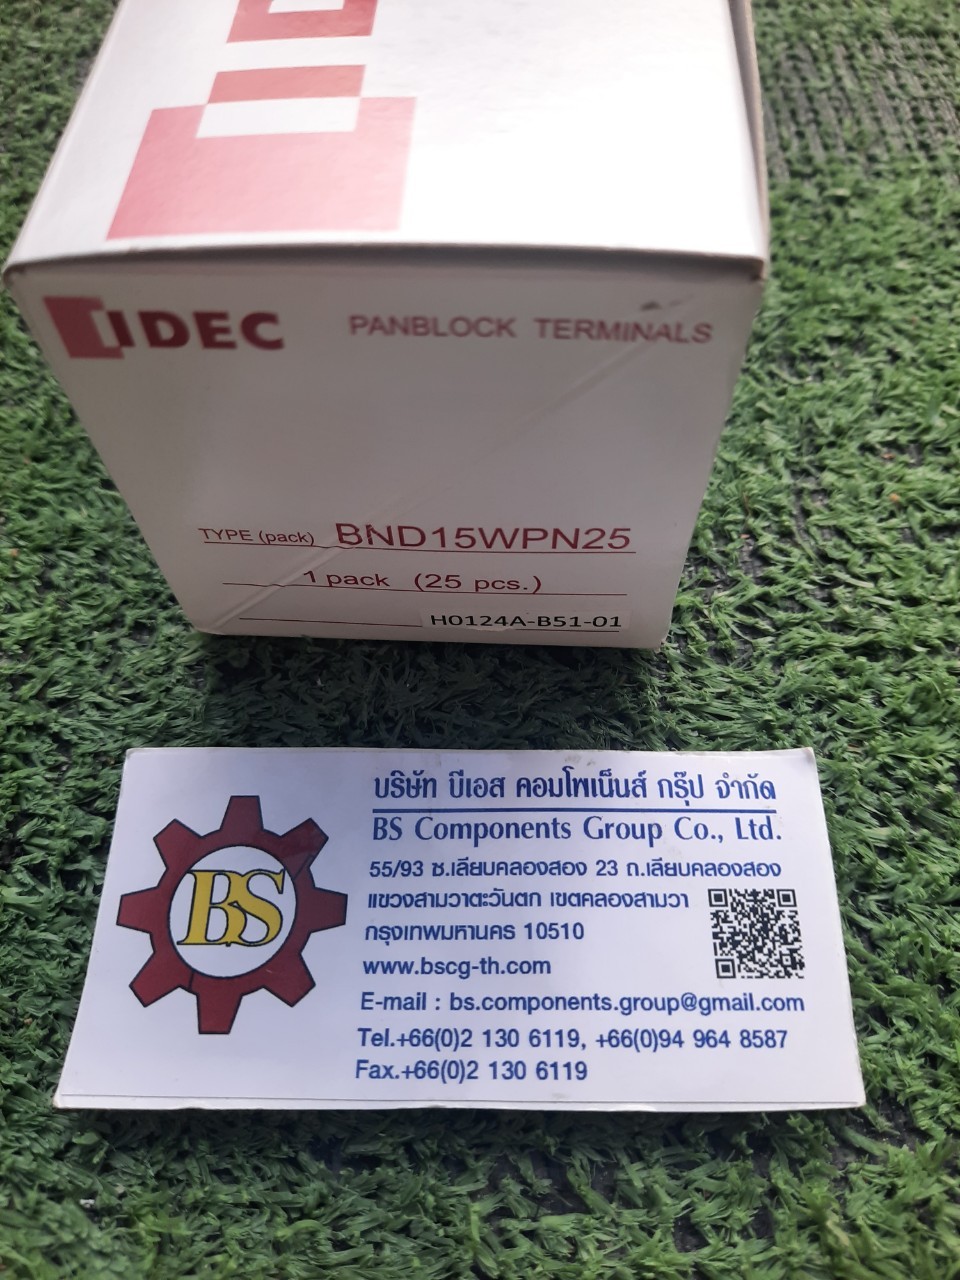 IDEC PANBLOCK TERMINALS
TYPE (pack) BND15WPN25
1 pack (25 pcs.)
H0124A-B51-01
BS
บริษัท บีเอส คอมโพเน็นส์ กรุ๊ป จำกัด
BS Components Group Co., Ltd.
55/93 ซ.เลียบคลองสอง 23 ถ.เลียบคลองสอง
แขวงสามวาตะวันตก เขตคลองสามวา
กรุงเทพมหานคร 10510
www.bscg-th.com
E-mail : bs.components.group@gmail.com
Tel.+66(0)2 130 6119, +66(0)94 964 8587
Fax.+66(0)2 130 6119